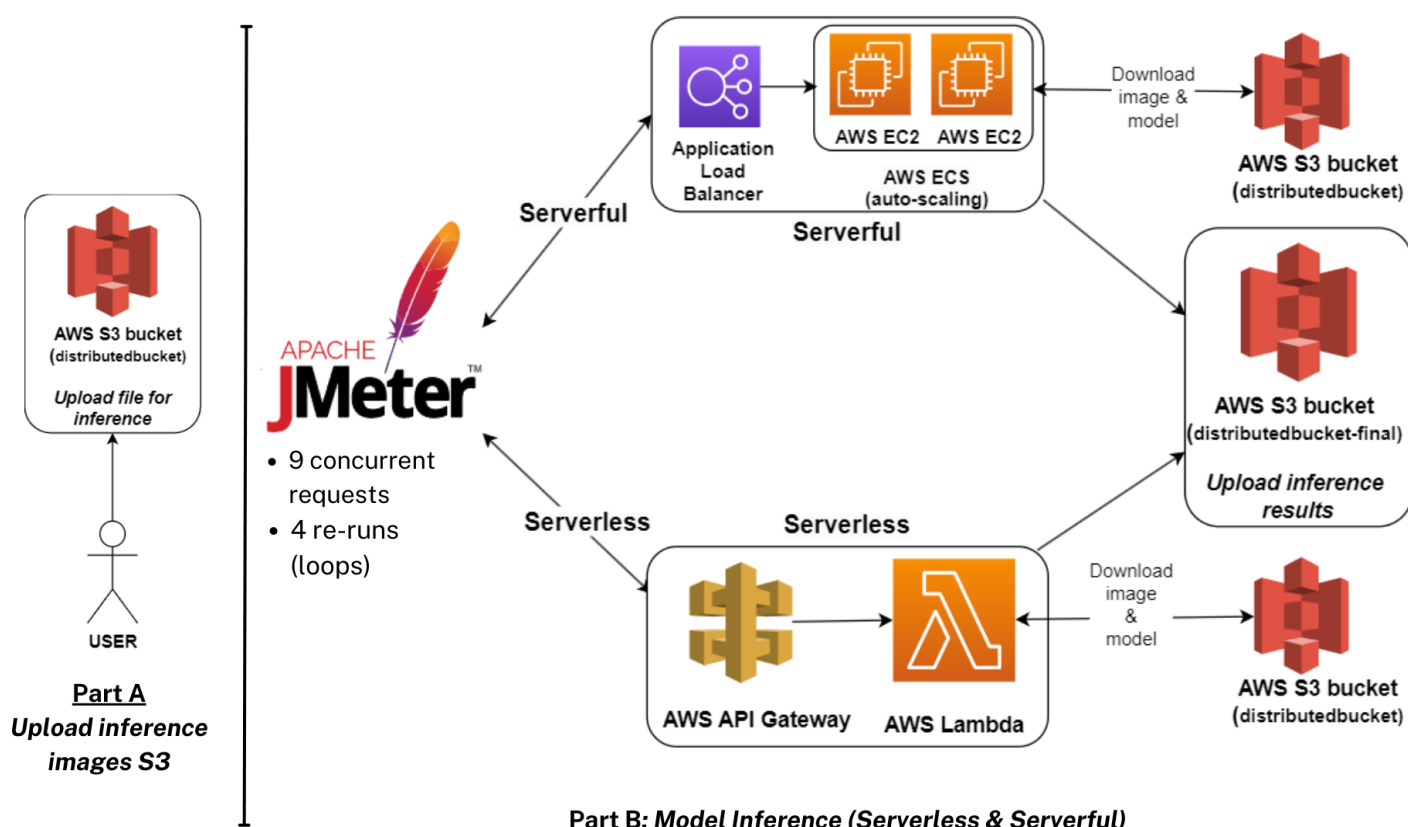 AWS S3 bucket
(distributedbucket)
Upload file for
inference
USER
Part A
Upload inference
images S3
APACHE
JMeter™
• 9 concurrent
requests
• 4 re-runs
(loops)
Serverful
Serverless
Application
Load
Balancer
AWS EC2
AWS EC2
AWS ECS
(auto-scaling)
Serverful
Download
image &
model
AWS S3 bucket
(distributedbucket)
AWS S3 bucket
(distributedbucket-final)
Upload inference
results
Serverless
AWS API Gateway
AWS Lambda
Download
image
&
model
AWS S3 bucket
(distributedbucket)
Part B: Model Inference (Serverless & Serverful)